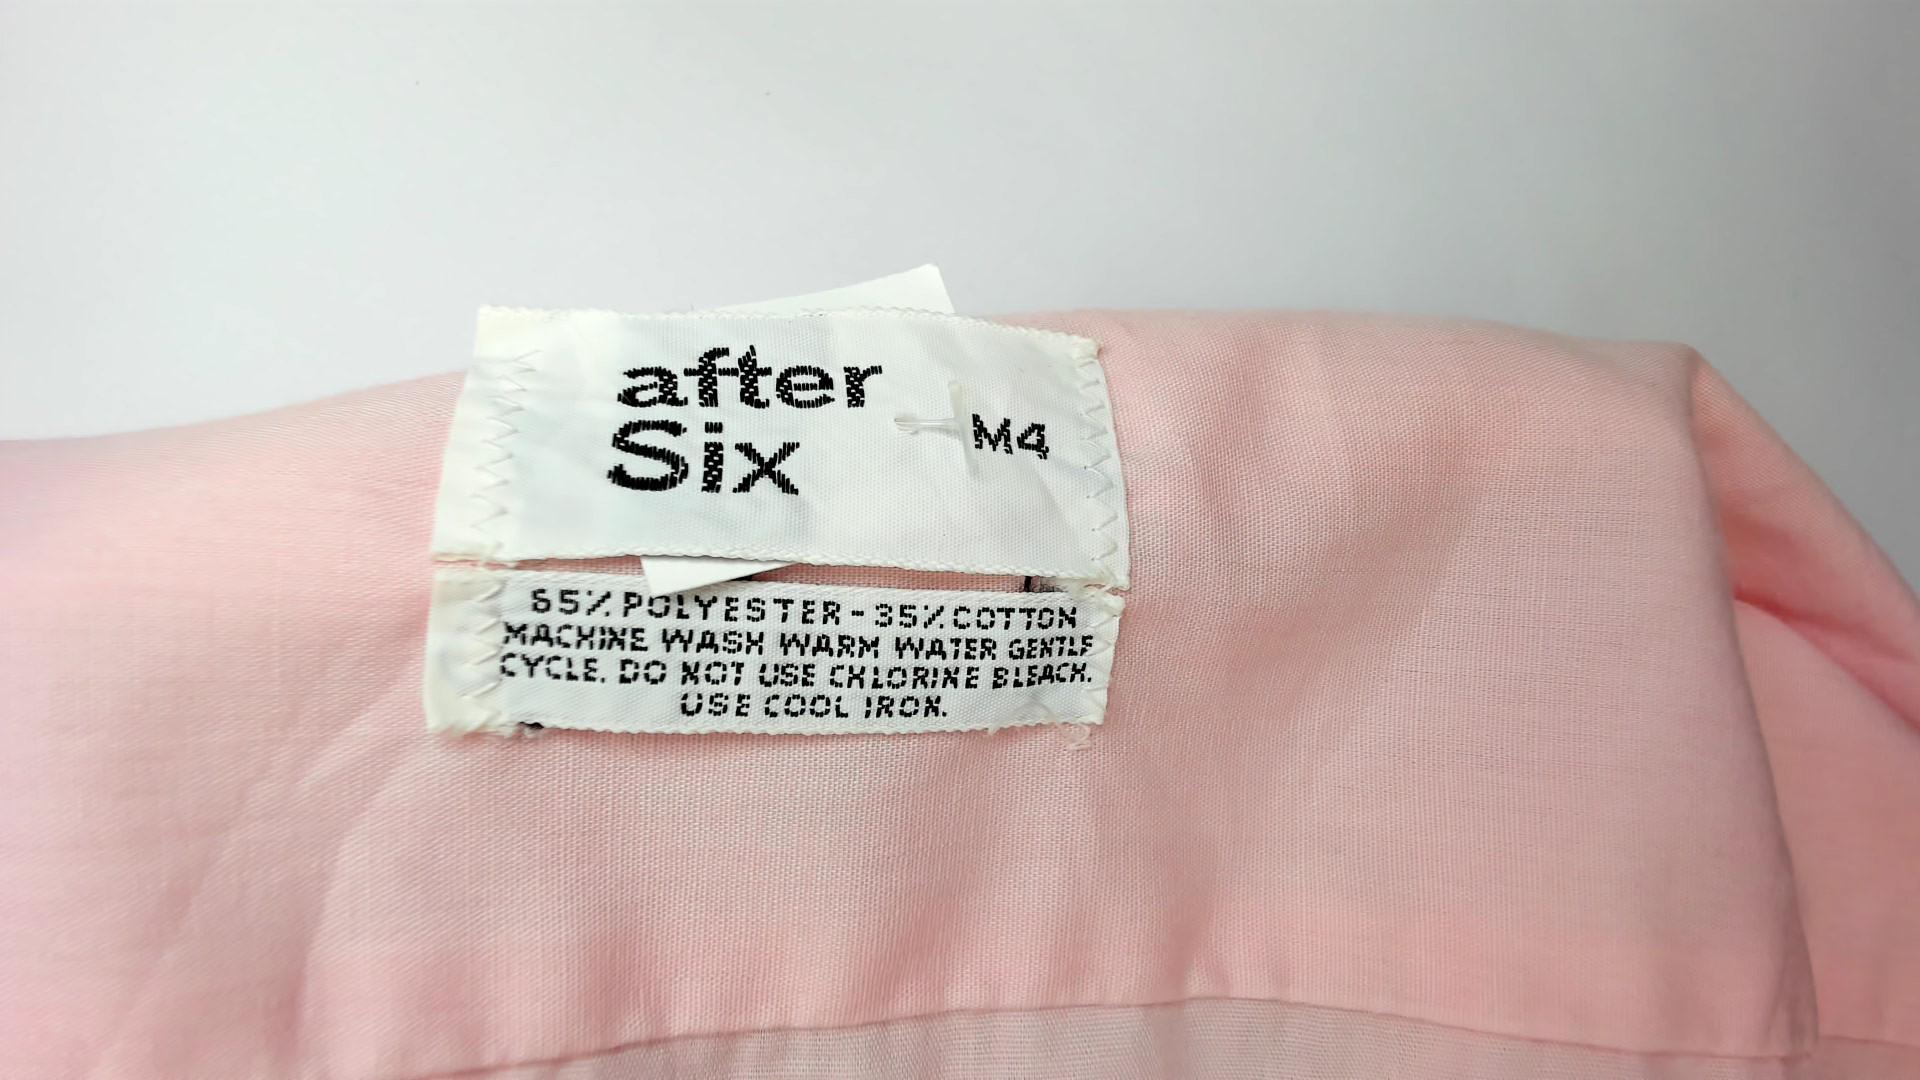 after
Six
M4
65% POLYESTER-35% COTTON
MACHINE WASH WARM WATER GENTLE
CYCLE. DO NOT USE CHLORINE BLEACH.
USE COOL IRON.